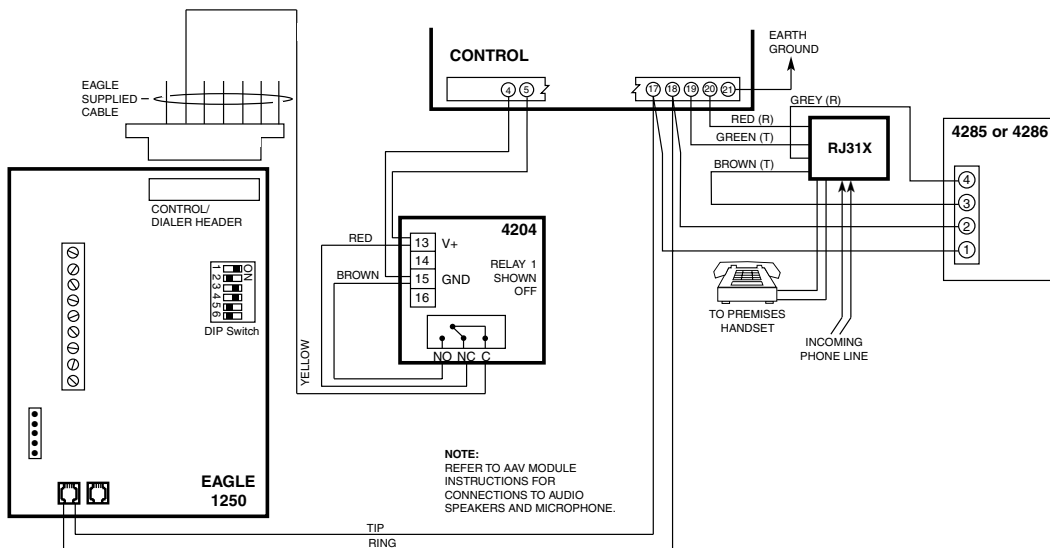 CONTROL
EARTH
GROUND
EAGLE
SUPPLIED
CABLE
4 5
17 18 19 20 21
GREY (R)
RED (R)
GREEN (T)
BROWN (T)
RJ31X
4285 or 4286
4
3
2
1
CONTROL/
DIALER HEADER
ON
1 2 3 4 5 6
DIP Switch
RED
BROWN
4204
13 V+
14
15 GND
16
RELAY 1
SHOWN
OFF
NO NC C
YELLOW
TO PREMISES
HANDSET
INCOMING
PHONE LINE
NOTE:
REFER TO AAV MODULE
INSTRUCTIONS FOR
CONNECTIONS TO AUDIO
SPEAKERS AND MICROPHONE.
EAGLE
1250
TIP
RING